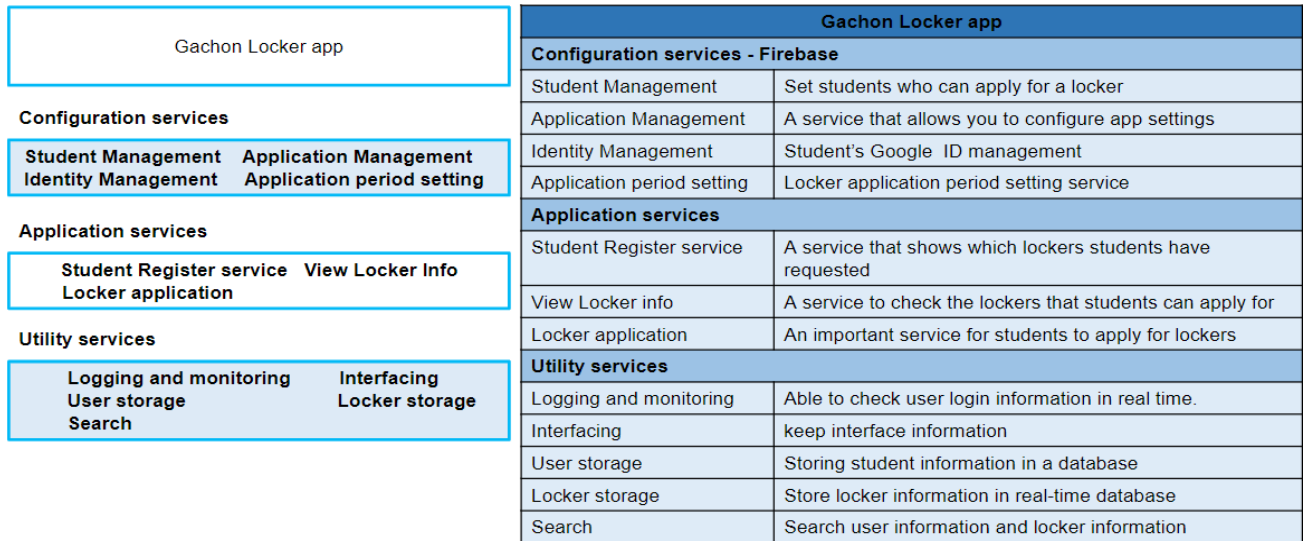 Gachon Locker app
Configuration services
Student Management Application Management
Identity Management Application period setting
Application services
Student Register service View Locker Info
Locker application
Utility services
Logging and monitoring Interfacing
User storage Locker storage
Search
Gachon Locker app
Configuration services - Firebase
Student Management Set students who can apply for a locker
Application Management A service that allows you to configure app settings
Identity Management Student's Google ID management
Application period setting Locker application period setting service
Application services
Student Register service A service that shows which lockers students have
requested
View Locker info A service to check the lockers that students can apply for
Locker application An important service for students to apply for lockers
Utility services
Logging and monitoring Able to check user login information in real time.
Interfacing keep interface information
User storage Storing student information in a database
Locker storage Store locker information in real-time database
Search Search user information and locker information